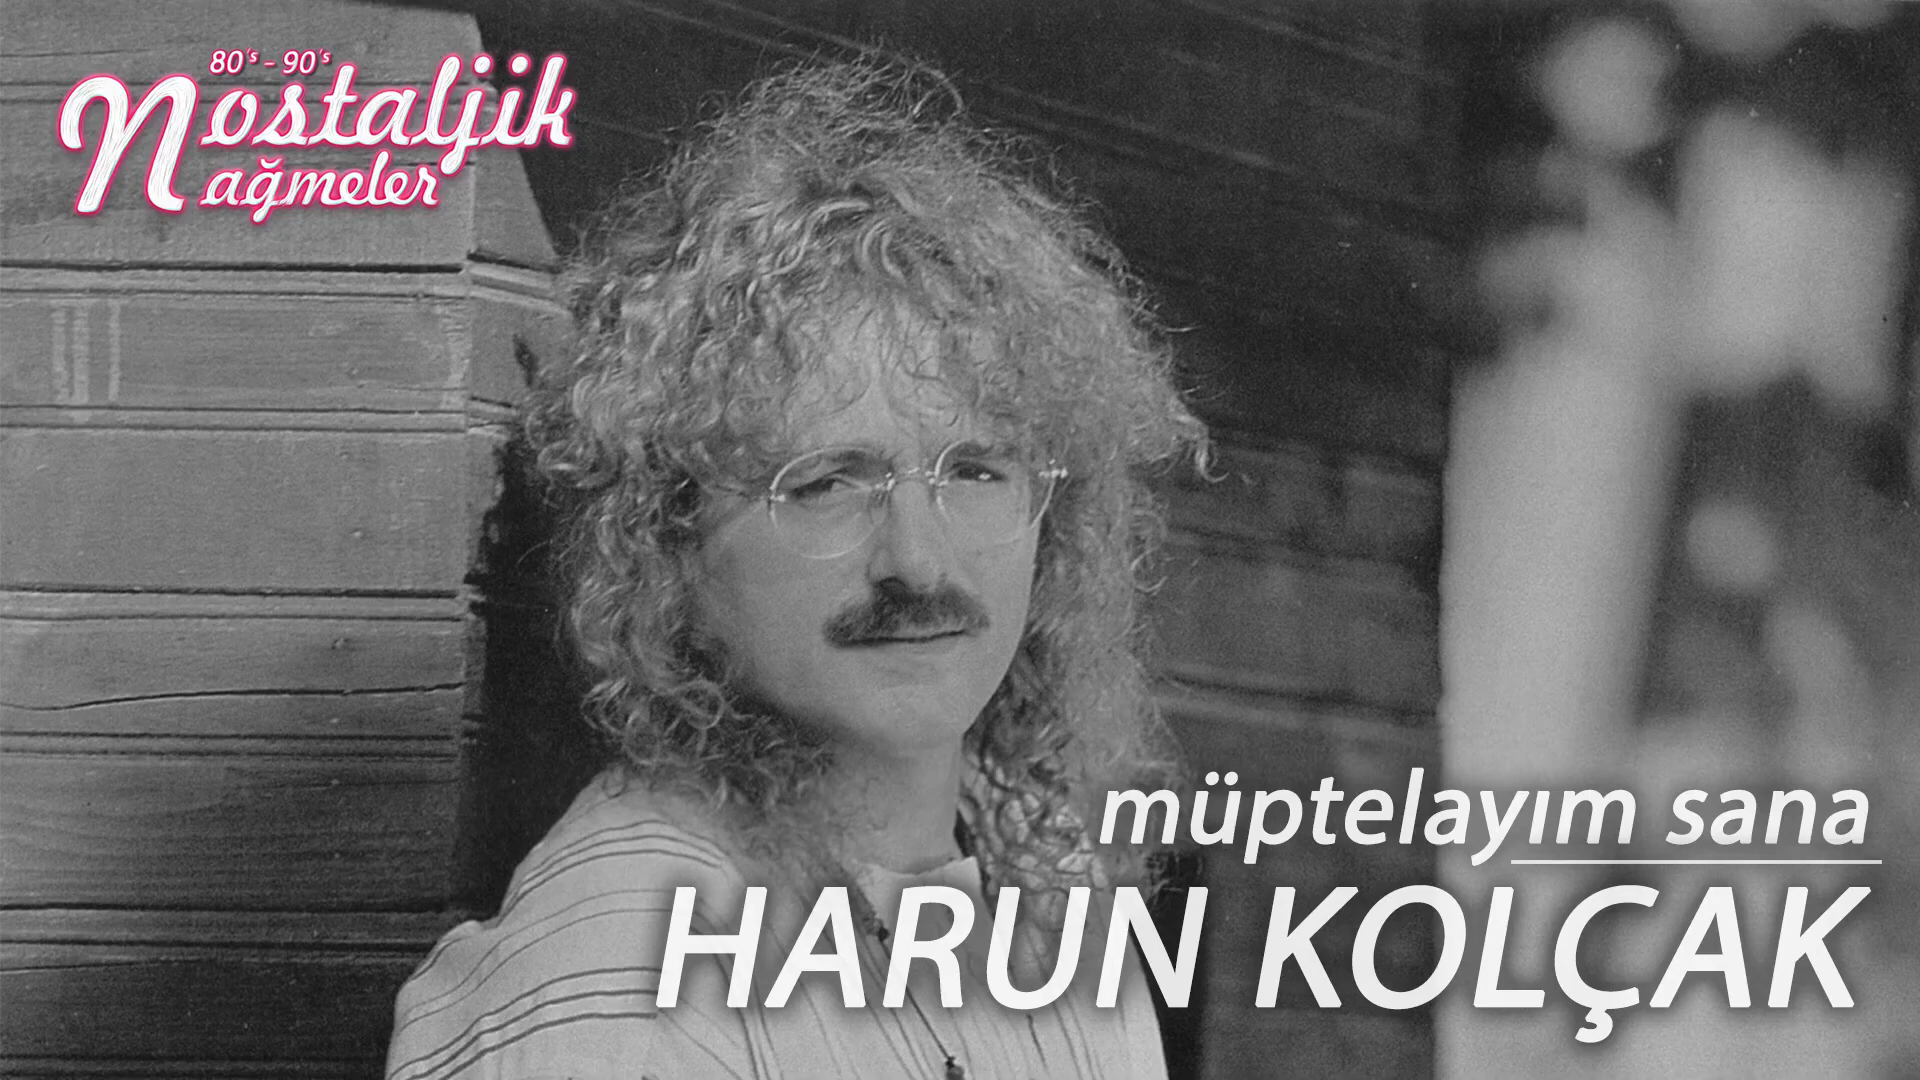 80's - 90's
Nostaljik
Nağmeler
müptelayım sana
HARUN KOLÇAK